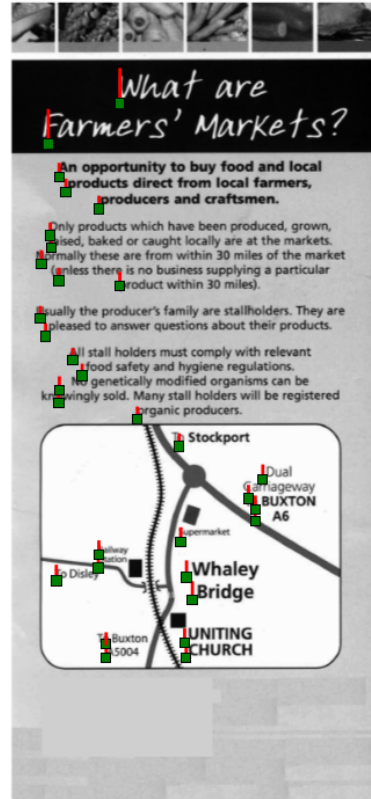 What are
Farmers' Markets?
An opportunity to buy food and local
products direct from local farmers,
producers and craftsmen.
Only products which have been produced, grown,
raised, baked or caught locally are at the markets.
Normally these are from within 30 miles of the market
(unless there is no business supplying a particular
product within 30 miles).
Usually the producer's family are stallholders. They are
pleased to answer questions about their products.
All stall holders must comply with relevant
food safety and hygiene regulations.
No genetically modified organisms can be
knowingly sold. Many stall holders will be registered
organic producers.
To Stockport
Dual
Carriageway
BUXTON
A6
Supermarket
Railway
Station
To Disley
Whaley
Bridge
To Buxton
A5004
UNITING
CHURCH